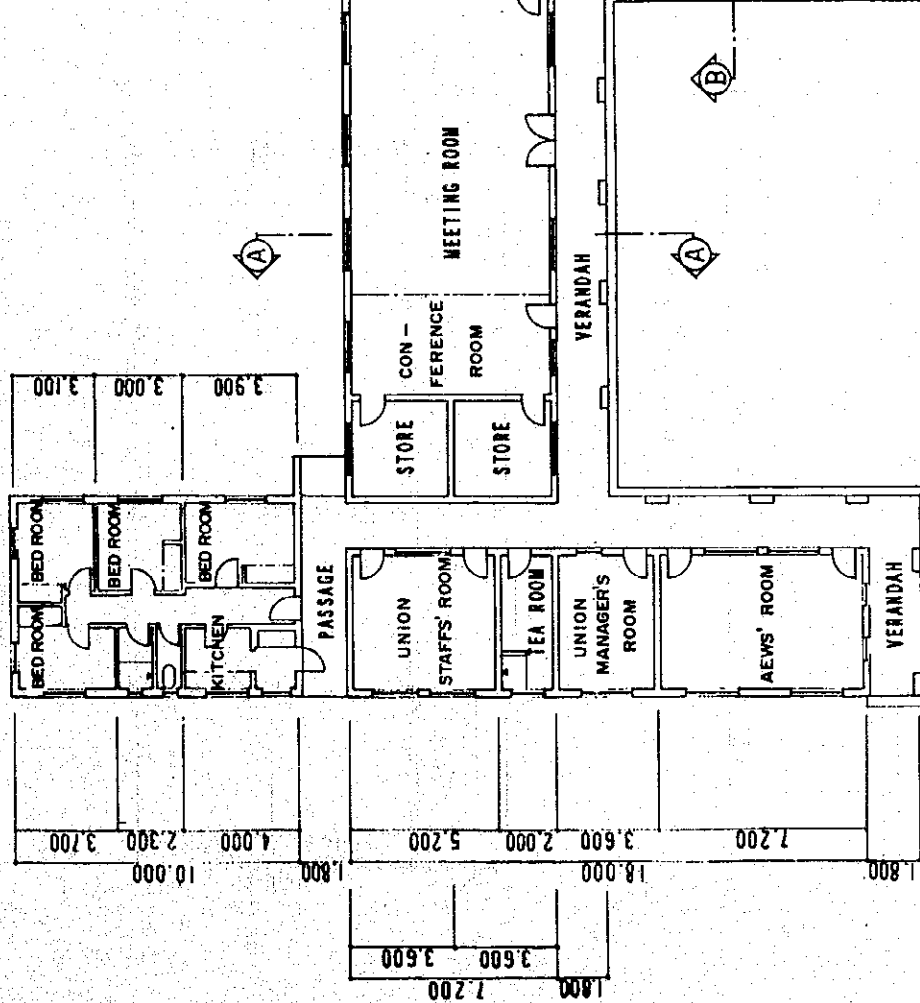 3.100
3.000
3.900
BED ROOM
BED ROOM
BED ROOM
BED ROOM
KITCHEN
PASSAGE
MEETING ROOM
CON -
FERENCE
ROOM
STORE
STORE
VERANDAH
A
A
B
UNION
STAFFS' ROOM
TEA ROOM
UNION
MANAGER'S
ROOM
AEWS' ROOM
VERANDAH
3.700
2.300
4.000
10.000
1.800
5.200
2.000
3.600
7.200
18.000
1.800
3.600
3.600
7.200
1.800